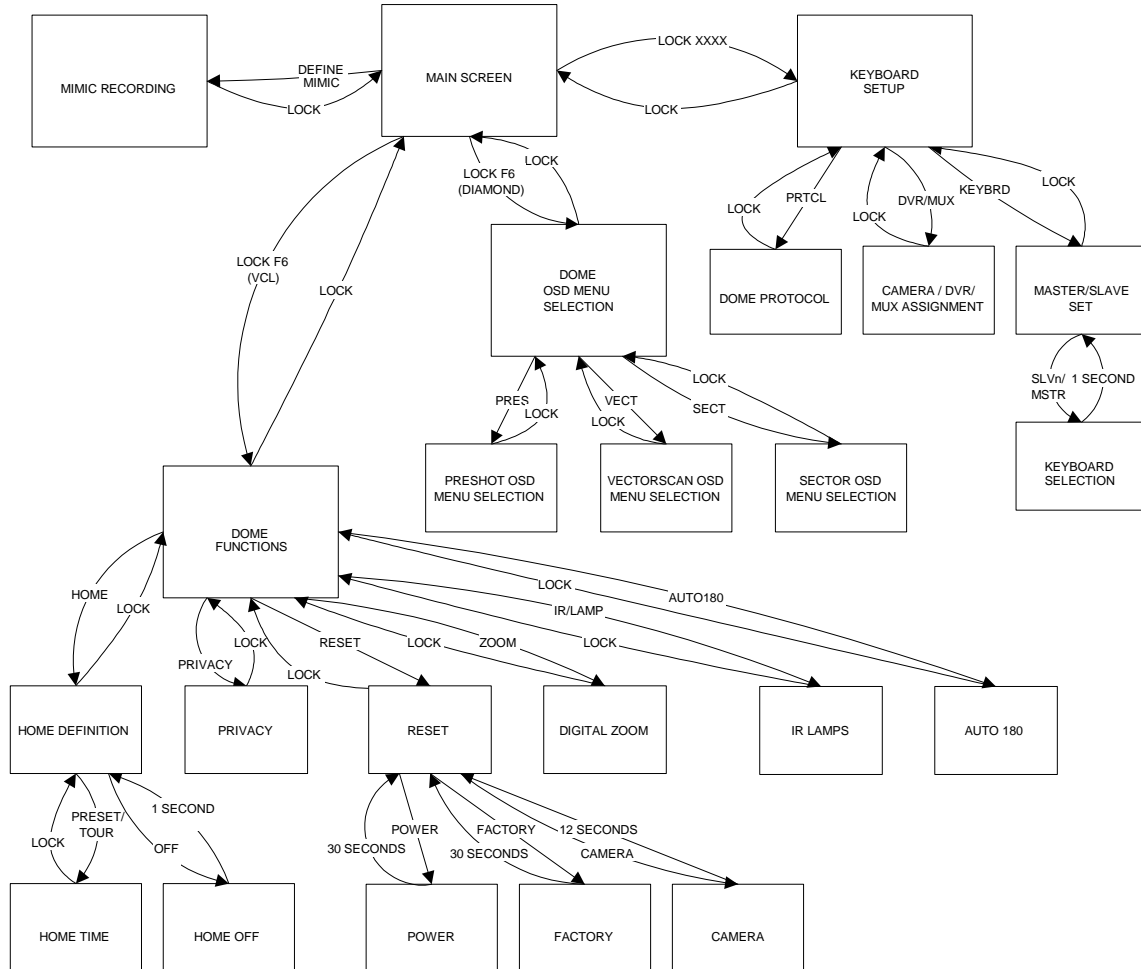 LOCK XXXX
DEFINE
MIMIC
MIMIC RECORDING
MAIN SCREEN
KEYBOARD
SETUP
LOCK
LOCK
LOCK F6
(DIAMOND)
LOCK
PRTCL
LOCK
DVR/MUX
LOCK
KEYBRD
LOCK
LOCK F6
(VCL)
LOCK
DOME
OSD MENU
SELECTION
DOME PROTOCOL
CAMERA / DVR/
MUX ASSIGNMENT
MASTER/SLAVE
SET
PRES
LOCK
VECT
LOCK
LOCK
SECT
SLVn/
MSTR
1 SECOND
PRESHOT OSD
MENU SELECTION
VECTORSCAN OSD
MENU SELECTION
SECTOR OSD
MENU SELECTION
KEYBOARD
SELECTION
DOME
FUNCTIONS
HOME
LOCK
PRIVACY
LOCK
RESET
LOCK
LOCK
ZOOM
IR/LAMP
LOCK
LOCK
AUTO180
HOME DEFINITION
PRIVACY
RESET
DIGITAL ZOOM
IR LAMPS
AUTO 180
LOCK
PRESET/
TOUR
1 SECOND
OFF
POWER
30 SECONDS
FACTORY
30 SECONDS
12 SECONDS
CAMERA
HOME TIME
HOME OFF
POWER
FACTORY
CAMERA